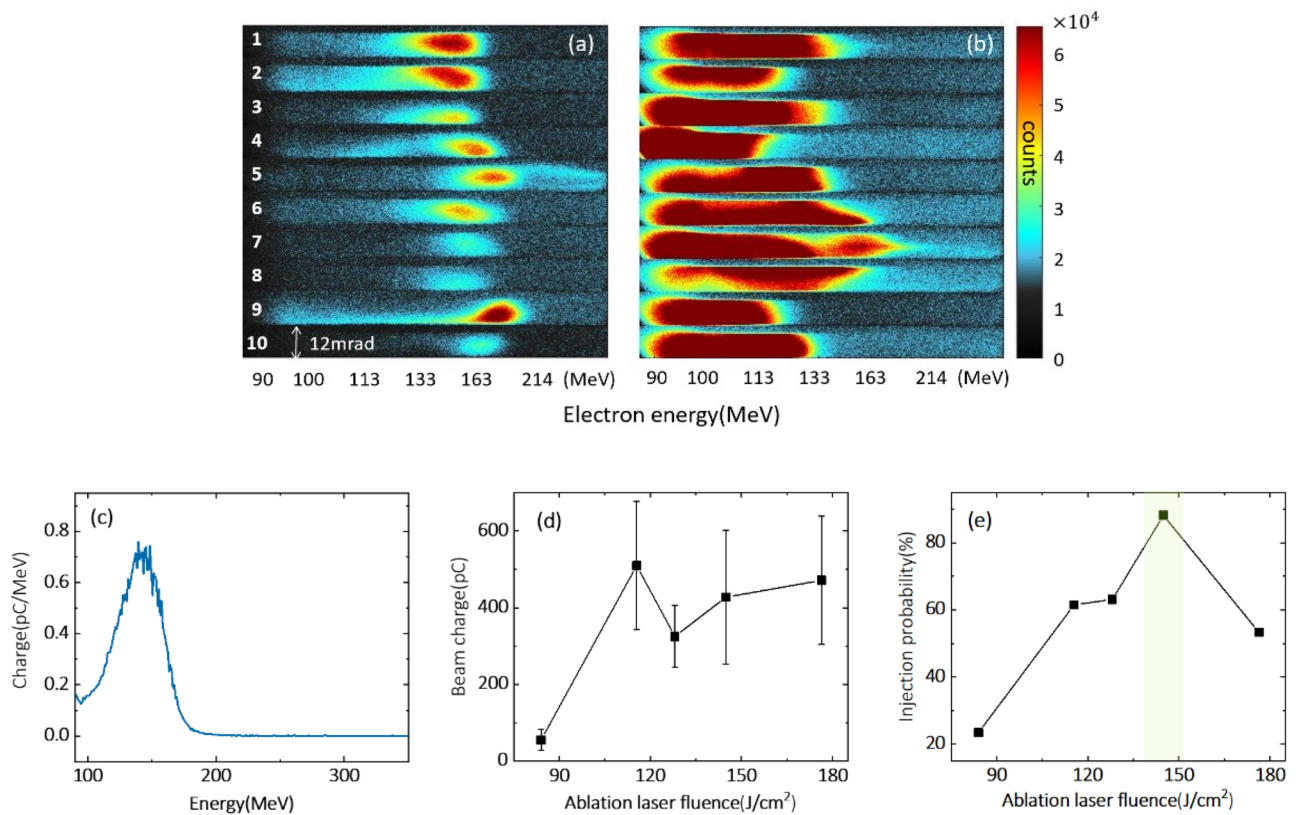 (a)
1
2
3
4
5
6
7
8
9
10
12mrad
90 100 113 133 163 214 (MeV)
(b)
90 100 113 133 163 214 (MeV)
×10⁴
6
5
4
3
2
1
0
counts
Electron energy(MeV)
(c)
Charge(pC/MeV)
0.8
0.6
0.4
0.2
0.0
100 200 300
Energy(MeV)
(d)
Beam charge(pC)
600
400
200
0
90 120 150 180
Ablation laser fluence(J/cm²)
(e)
Injection probability(%)
80
60
40
20
90 120 150 180
Ablation laser fluence(J/cm²)